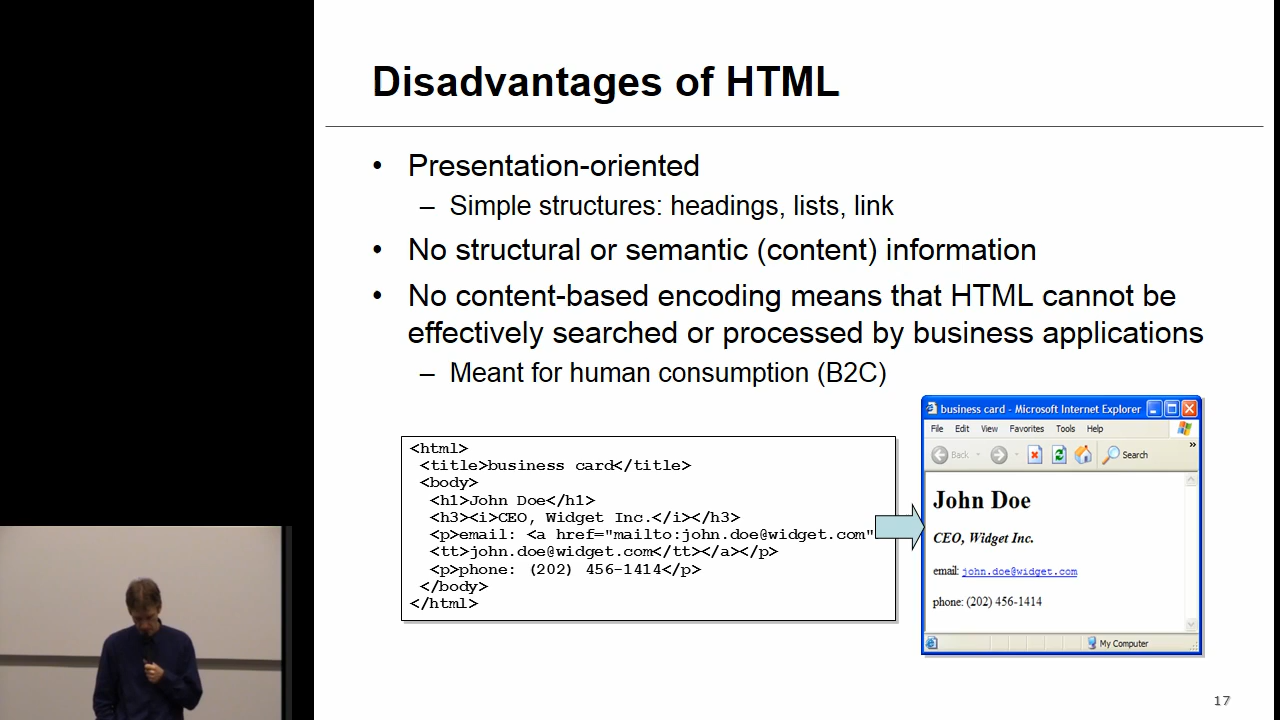 Disadvantages of HTML
• Presentation-oriented
– Simple structures: headings, lists, link
• No structural or semantic (content) information
• No content-based encoding means that HTML cannot be
effectively searched or processed by business applications
– Meant for human consumption (B2C)
<html>
<title>business card</title>
<body>
<h1>John Doe</h1>
<h3><i>CEO, Widget Inc.</i></h3>
<p>email: <a href="mailto:john.doe@widget.com"
<tt>john.doe@widget.com</tt></a></p>
<p>phone: (202) 456-1414</p>
</body>
</html>
business card - Microsoft Internet Explorer
File Edit View Favorites Tools Help
Back Search »
John Doe
CEO, Widget Inc.
email: john.doe@widget.com
phone: (202) 456-1414
My Computer
17